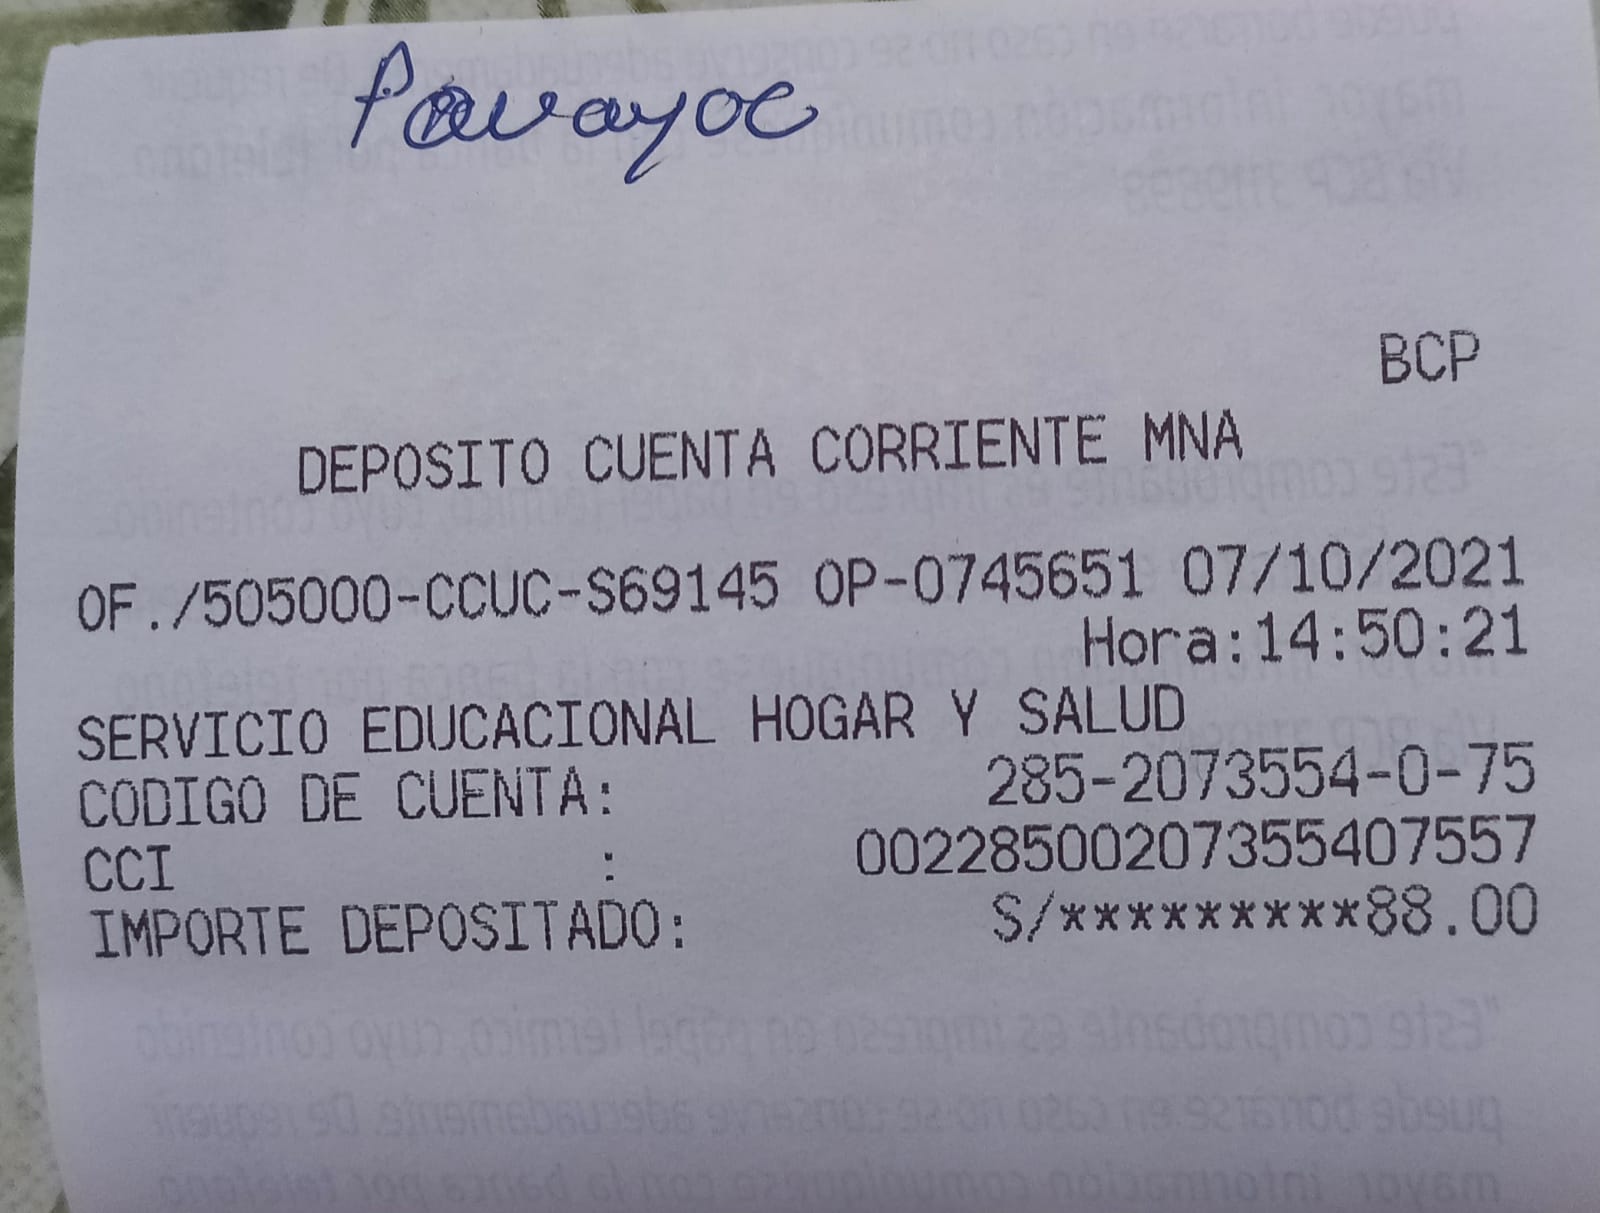 Pavayoc
BCP
DEPOSITO CUENTA CORRIENTE MNA
OF./505000-CCUC-S69145 OP-0745651 07/10/2021
Hora:14:50:21
SERVICIO EDUCACIONAL HOGAR Y SALUD
CODIGO DE CUENTA: 285-2073554-0-75
CCI : 00228500207355407557
IMPORTE DEPOSITADO: S/*********88.00